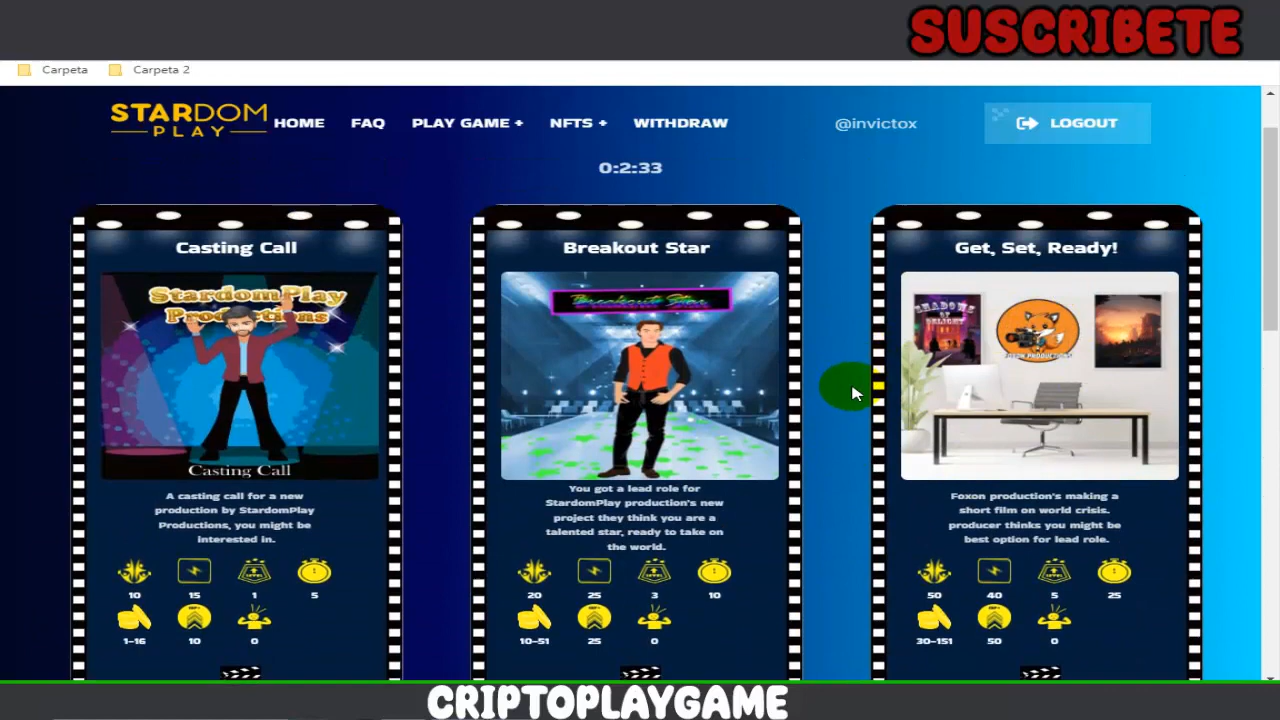 SUSCRIBETE
Carpeta Carpeta 2
STARDOM
PLAY
HOME FAQ PLAY GAME + NFTS + WITHDRAW @invictox LOGOUT
0:2:33
Casting Call
StardomPlay
Productions
Casting Call
A casting call for a new
production by StardomPlay
Productions, you might be
interested in.
10 15 1 5
1-16 10 0
Breakout Star
Breakout Star
You got a lead role for
StardomPlay production's new
project they think you are a
talented star, ready to take on
the world.
20 25 3 10
10-51 25 0
Get, Set, Ready!
SHADOWS
OF
DELIGHT
FOXON PRODUCTIONS
Foxon production's making a
short film on world crisis.
producer thinks you might be
best option for lead role.
50 40 5 25
30-151 50 0
CRIPTOPLAYGAME